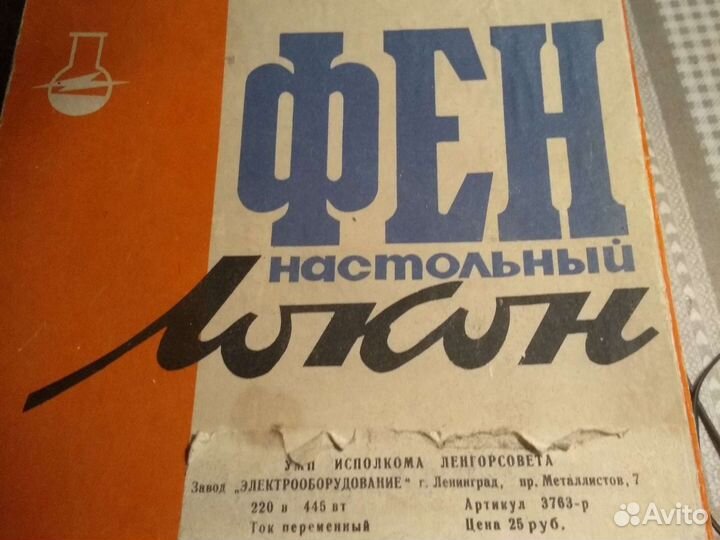 ФЕН
настольный
Локон
УМП ИСПОЛКОМА ЛЕНГОРСОВЕТА
Завод „ЭЛЕКТРООБОРУДОВАНИЕ" г. Ленинград, пр. Металлистов, 7
220 в 445 вт Артикул 3763-р
Ток переменный Цена 25 руб.
Avito